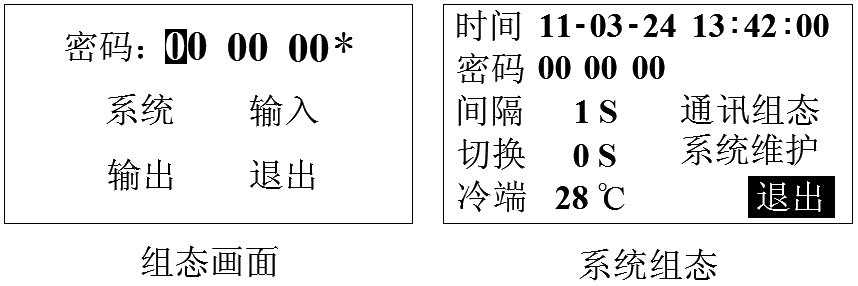 密码：00 00 00*
系统 输入
输出 退出
组态画面
时间 11-03-24 13:42:00
密码 00 00 00
间隔 1 S 通讯组态
切换 0 S 系统维护
冷端 28 ℃ 退出
系统组态